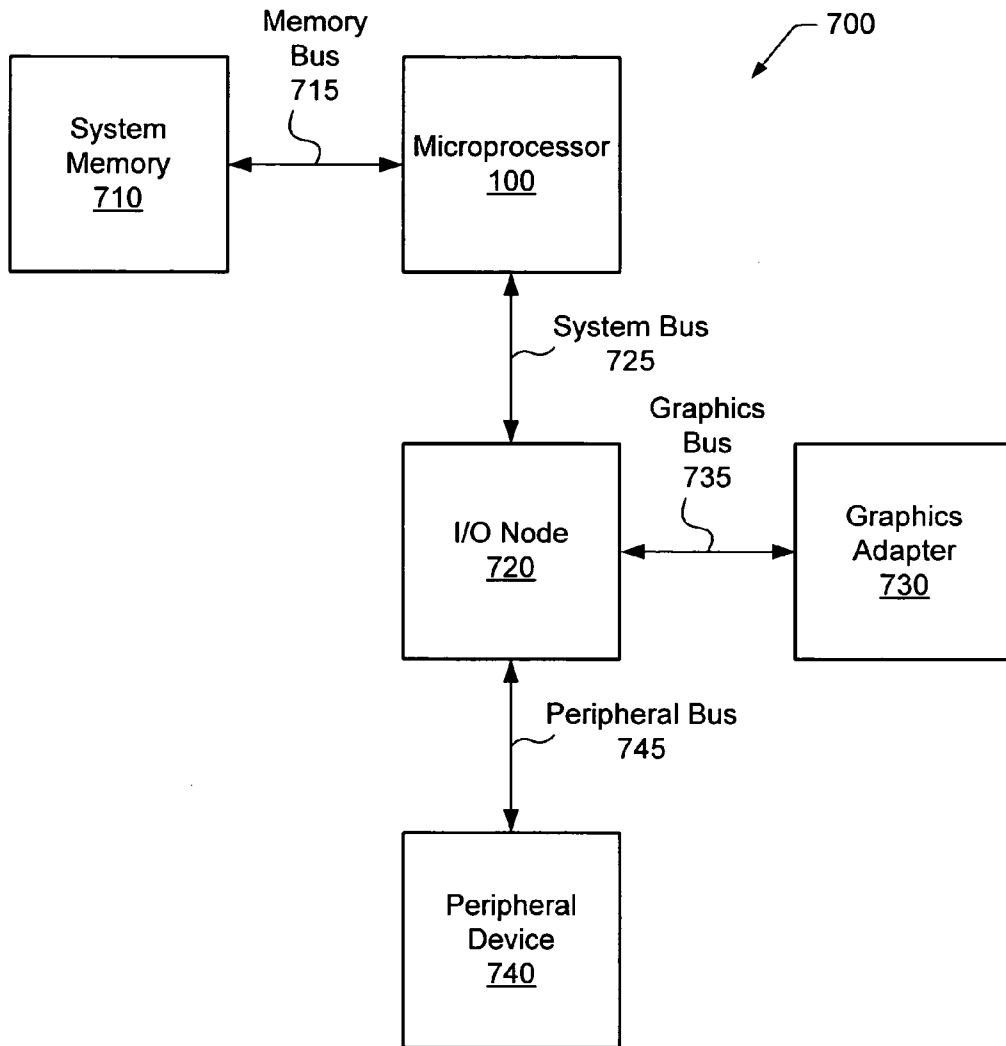 Memory
Bus
715
700
System
Memory
710
Microprocessor
100
System Bus
725
Graphics
Bus
735
I/O Node
720
Graphics
Adapter
730
Peripheral Bus
745
Peripheral
Device
740